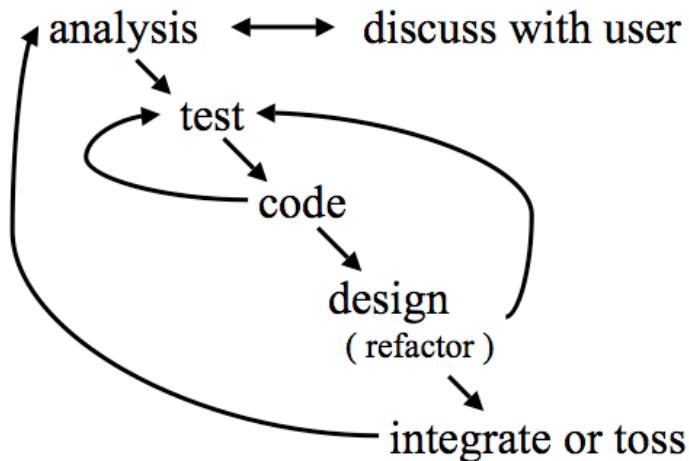 analysis discuss with user
test
code
design
( refactor )
integrate or toss